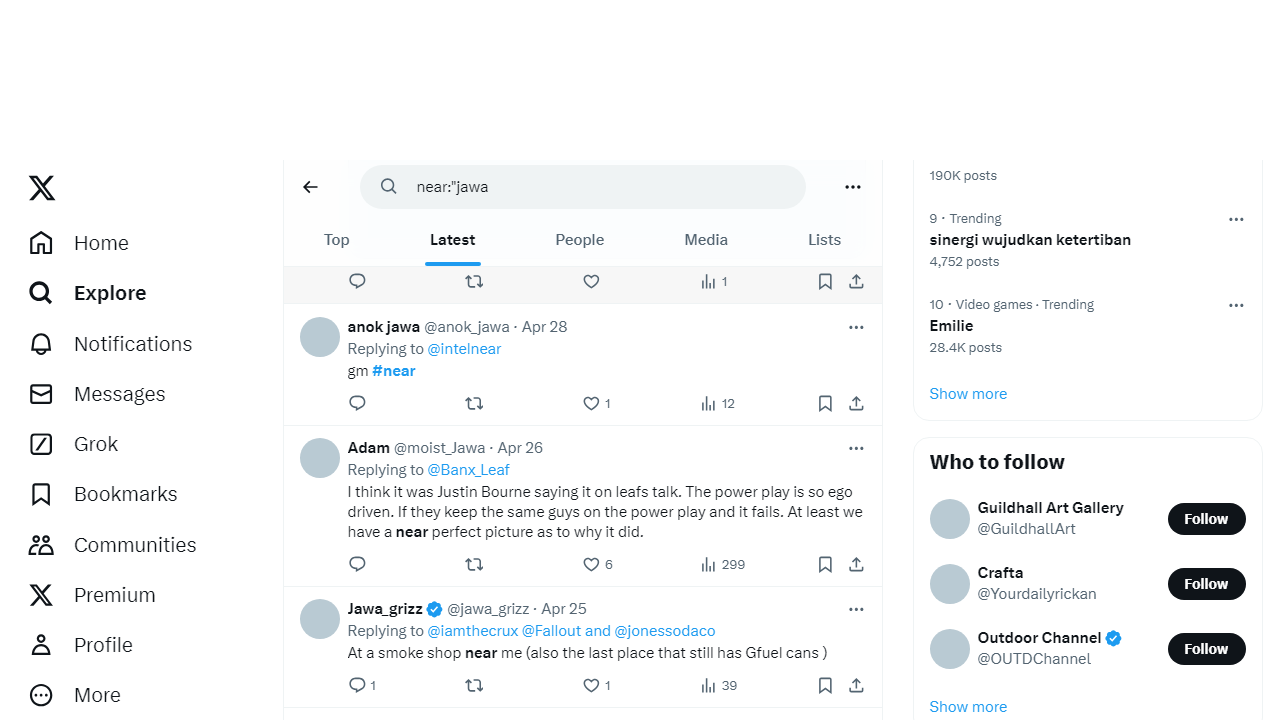 Home
Explore
Notifications
Messages
Grok
Bookmarks
Communities
Premium
Profile
More
near:"jawa
Top
Latest
People
Media
Lists
1
anok jawa @anok_jawa · Apr 28
Replying to @intelnear
gm #near
1
12
Adam @moist_Jawa · Apr 26
Replying to @Banx_Leaf
I think it was Justin Bourne saying it on leafs talk. The power play is so ego
driven. If they keep the same guys on the power play and it fails. At least we
have a near perfect picture as to why it did.
6
299
Jawa_grizz @jawa_grizz · Apr 25
Replying to @iamthecrux @Fallout and @jonessodaco
At a smoke shop near me (also the last place that still has Gfuel cans )
1
1
39
190K posts
9 · Trending
sinergi wujudkan ketertiban
4,752 posts
10 · Video games · Trending
Emilie
28.4K posts
Show more
Who to follow
Guildhall Art Gallery
@GuildhallArt
Follow
Crafta
@Yourdailyrickan
Follow
Outdoor Channel
@OUTDChannel
Follow
Show more